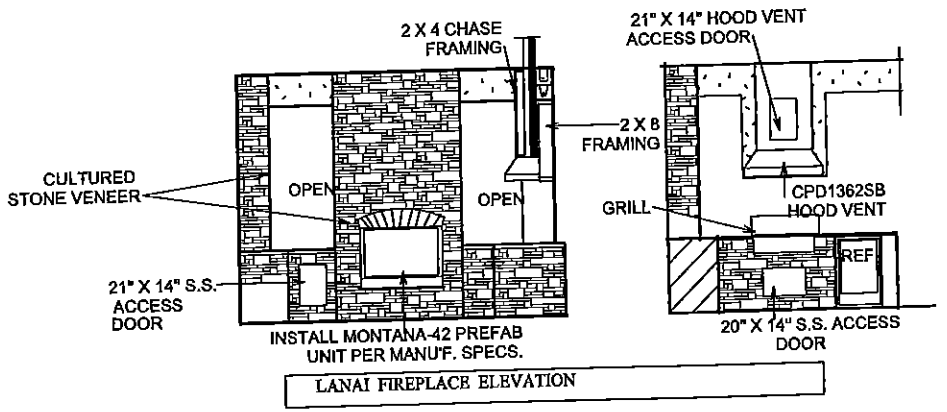 2 X 4 CHASE
FRAMING
21" X 14" HOOD VENT
ACCESS DOOR
2 X 8
FRAMING
CULTURED
STONE VENEER
OPEN
OPEN
CPD1362SB
HOOD VENT
GRILL
REF
21" X 14" S.S.
ACCESS
DOOR
INSTALL MONTANA-42 PREFAB
UNIT PER MANU'F. SPECS.
20" X 14" S.S. ACCESS
DOOR
LANAI FIREPLACE ELEVATION